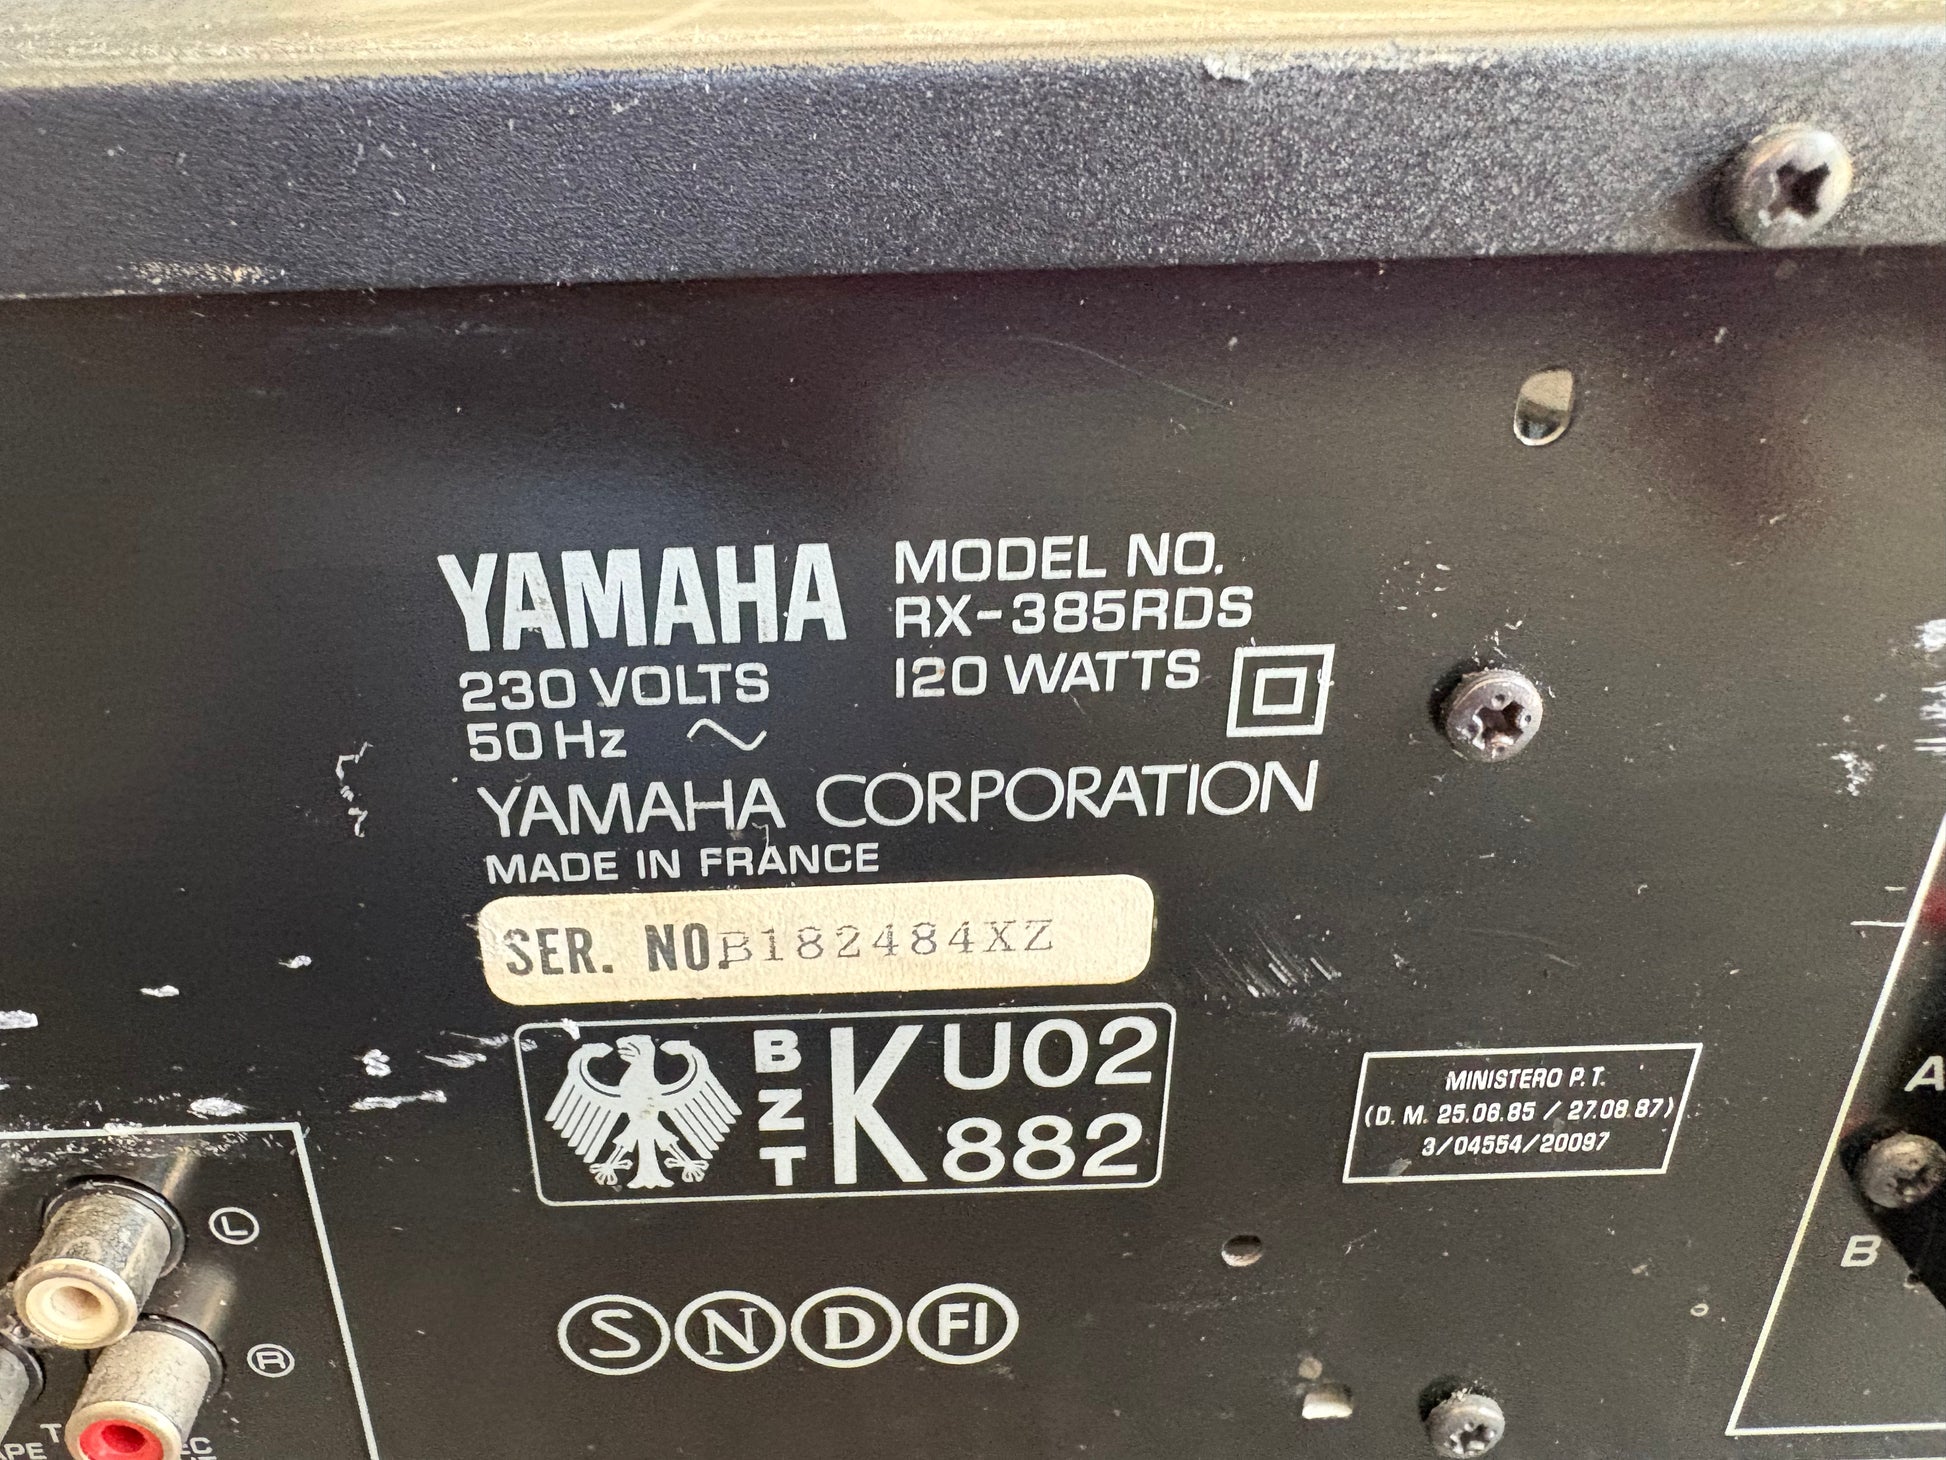 YAMAHA
MODEL NO.
RX-385RDS
230 VOLTS
120 WATTS
50 Hz ~
YAMAHA CORPORATION
MADE IN FRANCE
SER. NO. B182484XZ
BZT K U02
882
MINISTERO P. T.
(D. M. 25.06.85 / 27.08.87)
3/04554/20097
A
B
L
R
S N D FI